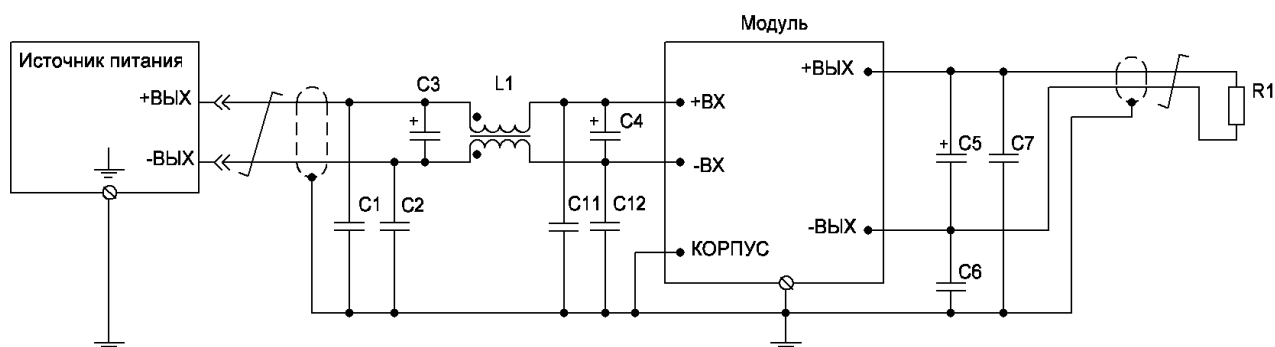 Модуль
Источник питания
+ВЫХ
-ВЫХ
C3
+
L1
C1
C2
C11
C12
+
C4
+ВХ
-ВХ
КОРПУС
+ВЫХ
-ВЫХ
+
C5
C7
C6
R1